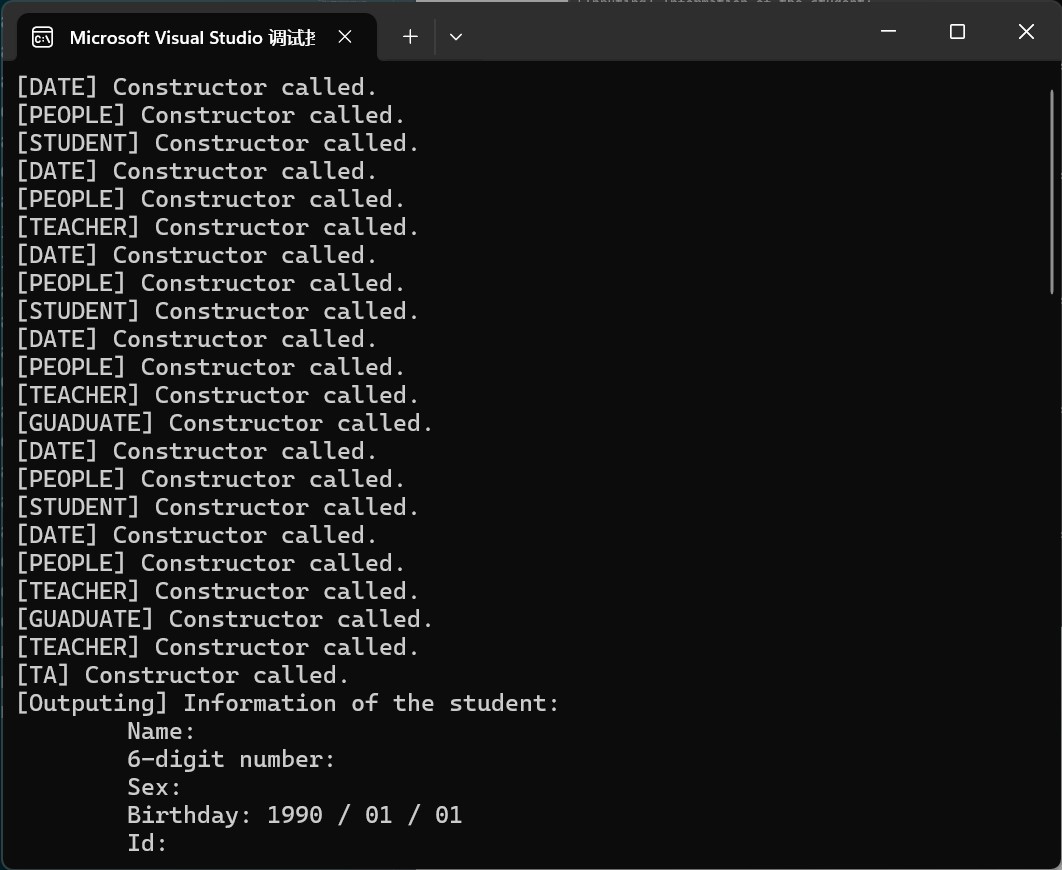 Microsoft Visual Studio 调试
[DATE] Constructor called.
[PEOPLE] Constructor called.
[STUDENT] Constructor called.
[DATE] Constructor called.
[PEOPLE] Constructor called.
[TEACHER] Constructor called.
[DATE] Constructor called.
[PEOPLE] Constructor called.
[STUDENT] Constructor called.
[DATE] Constructor called.
[PEOPLE] Constructor called.
[TEACHER] Constructor called.
[GUADUATE] Constructor called.
[DATE] Constructor called.
[PEOPLE] Constructor called.
[STUDENT] Constructor called.
[DATE] Constructor called.
[PEOPLE] Constructor called.
[TEACHER] Constructor called.
[GUADUATE] Constructor called.
[TEACHER] Constructor called.
[TA] Constructor called.
[Outputing] Information of the student:
Name:
6-digit number:
Sex:
Birthday: 1990 / 01 / 01
Id: